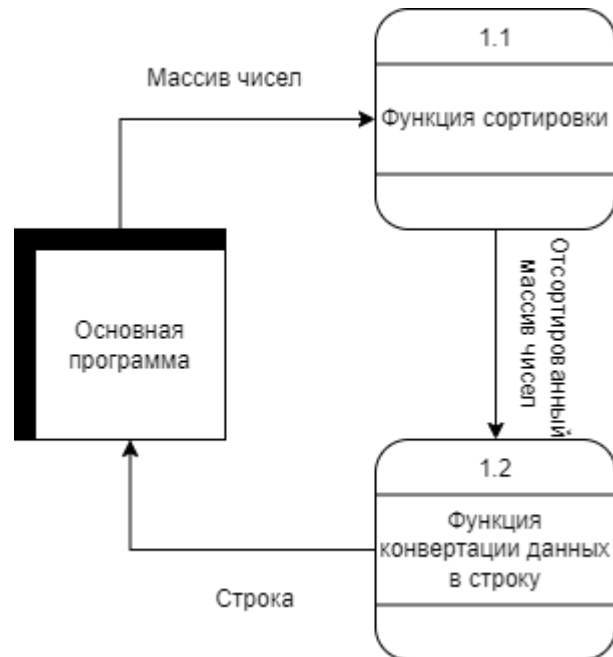 1.1
Массив чисел
Функция сортировки
Отсортированный
массив чисел
Основная
программа
1.2
Функция
конвертации данных
в строку
Строка